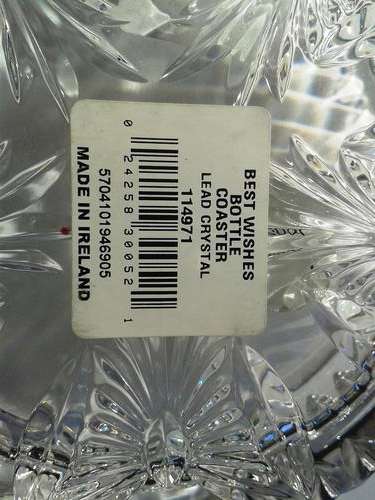 BEST WISHES
BOTTLE
COASTER
LEAD CRYSTAL
114971
0 24258 30052 1
5704101946905
MADE IN IRELAND